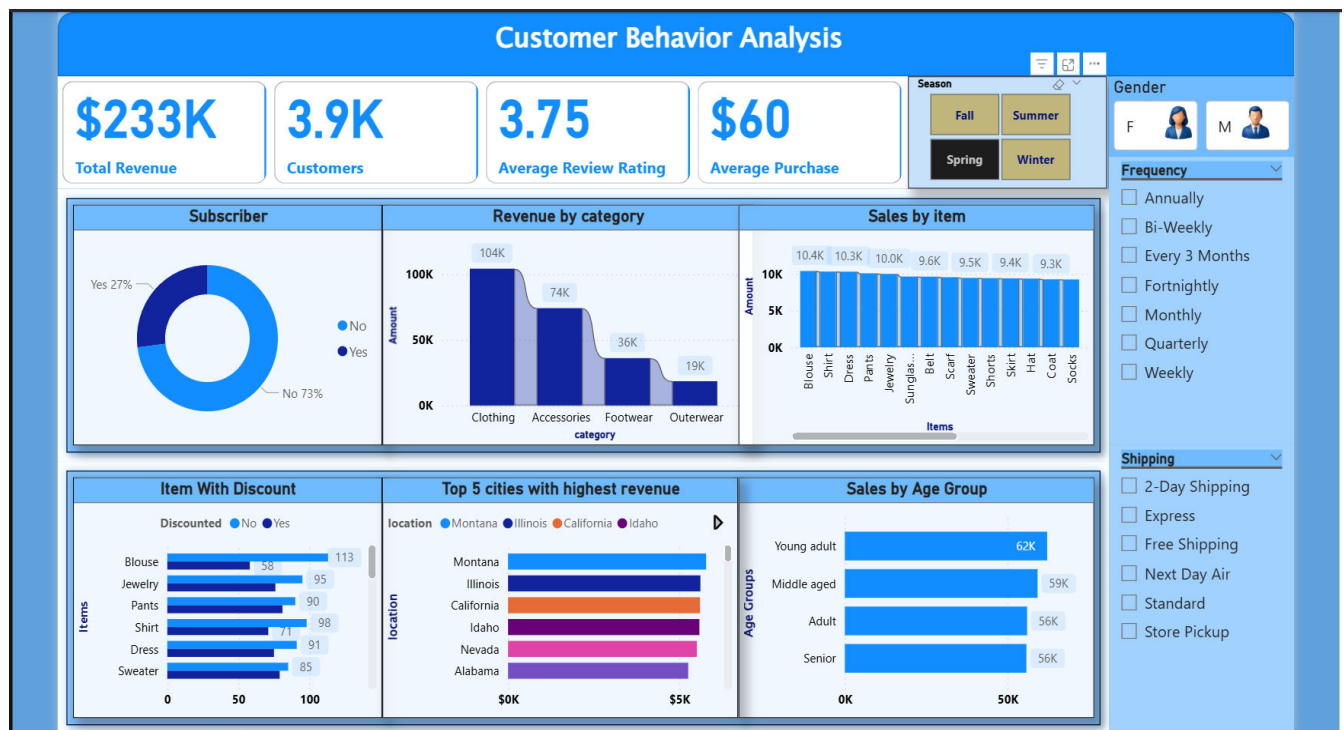 Customer Behavior Analysis
$233K
Total Revenue
3.9K
Customers
3.75
Average Review Rating
$60
Average Purchase
Season
Fall
Summer
Spring
Winter
Gender
F
M
Frequency
Annually
Bi-Weekly
Every 3 Months
Fortnightly
Monthly
Quarterly
Weekly
Shipping
2-Day Shipping
Express
Free Shipping
Next Day Air
Standard
Store Pickup
Subscriber
Yes 27%
No 73%
No
Yes
Revenue by category
Amount
100K
50K
0K
104K
74K
36K
19K
Clothing
Accessories
Footwear
Outerwear
category
Sales by item
Amount
10K
5K
0K
10.4K
10.3K
10.0K
9.6K
9.5K
9.4K
9.3K
Blouse
Shirt
Dress
Pants
Jewelry
Sunglas...
Belt
Scarf
Sweater
Shorts
Skirt
Hat
Coat
Socks
Items
Item With Discount
Discounted No Yes
Items
Blouse 113
58
Jewelry 95
Pants 90
Shirt 98
71
Dress 91
Sweater 85
0 50 100
Top 5 cities with highest revenue
location Montana Illinois California Idaho
location
Montana
Illinois
California
Idaho
Nevada
Alabama
$0K $5K
Sales by Age Group
Age Groups
Young adult 62K
Middle aged 59K
Adult 56K
Senior 56K
0K 50K